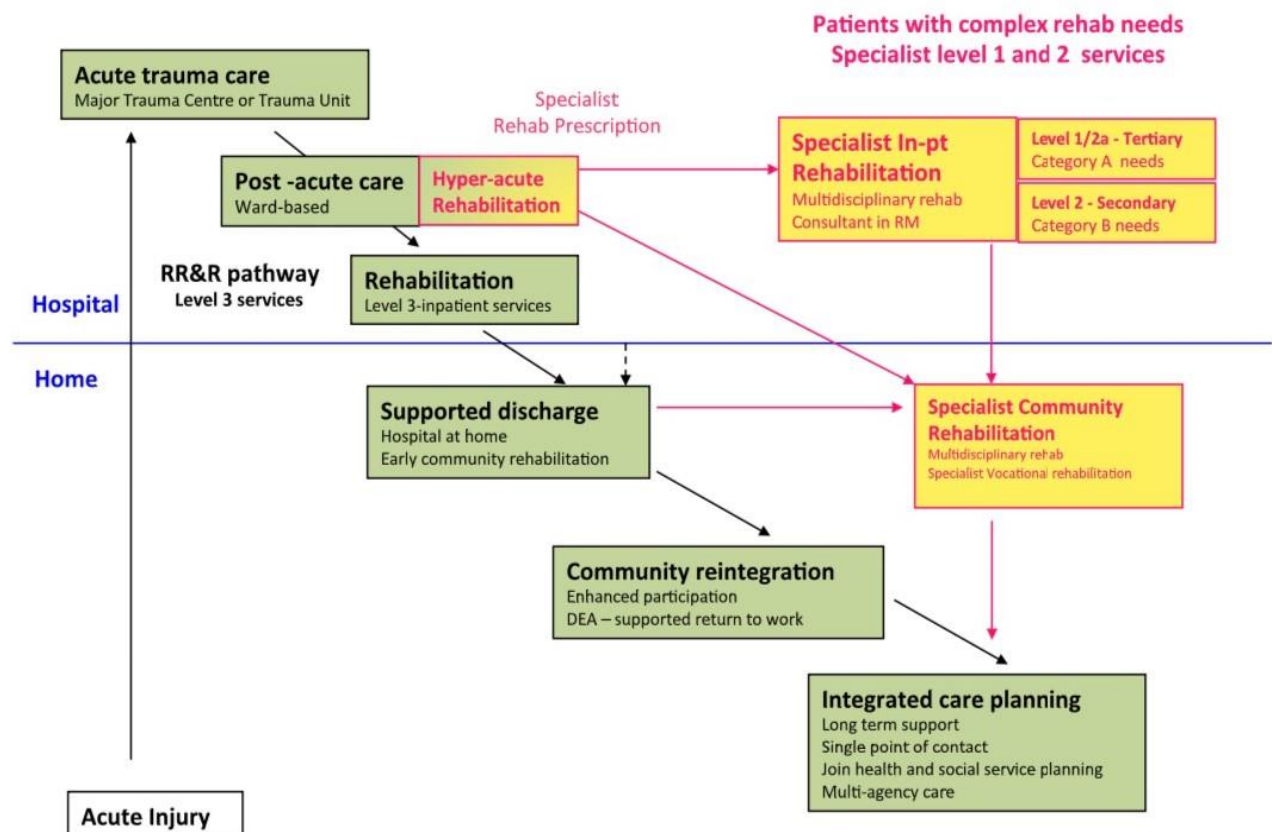 Patients with complex rehab needs
Specialist level 1 and 2 services
Acute trauma care
Major Trauma Centre or Trauma Unit
Specialist
Rehab Prescription
Post -acute care
Ward-based
Hyper-acute
Rehabilitation
Specialist In-pt
Rehabilitation
Multidisciplinary rehab
Consultant in RM
Level 1/2a - Tertiary
Category A needs
Level 2 - Secondary
Category B needs
RR&R pathway
Level 3 services
Rehabilitation
Level 3-inpatient services
Hospital
Home
Supported discharge
Hospital at home
Early community rehabilitation
Specialist Community
Rehabilitation
Multidisciplinary rehab
Specialist Vocational rehabilitation
Community reintegration
Enhanced participation
DEA – supported return to work
Integrated care planning
Long term support
Single point of contact
Join health and social service planning
Multi-agency care
Acute Injury